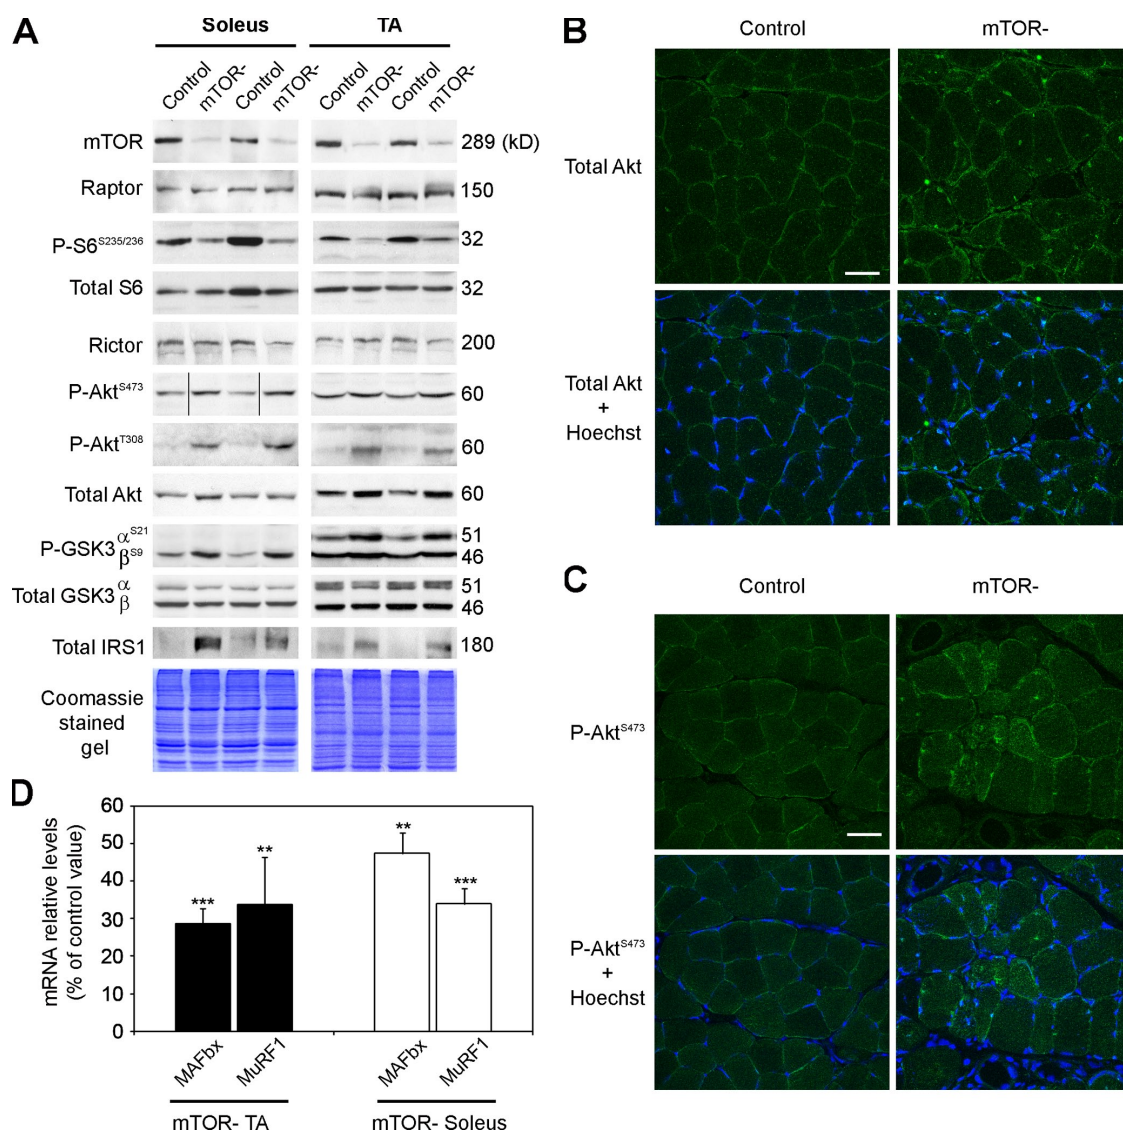 A
Soleus TA
Control mTOR- Control mTOR- Control mTOR- Control mTOR-
mTOR 289 (kD)
Raptor 150
P-S6S235/236 32
Total S6 32
Rictor 200
P-AktS473 60
P-AktT308 60
Total Akt 60
P-GSK3 αS21 51
βS9 46
Total GSK3 α 51
β 46
Total IRS1 180
Coomassie
stained
gel
B
Control mTOR-
Total Akt
Total Akt
+
Hoechst
C
Control mTOR-
P-AktS473
P-AktS473
+
Hoechst
D
mRNA relative levels
(% of control value)
60
50
40
30
20
10
0
*** ** ** ***
MAFbx MuRF1 MAFbx MuRF1
mTOR- TA mTOR- Soleus